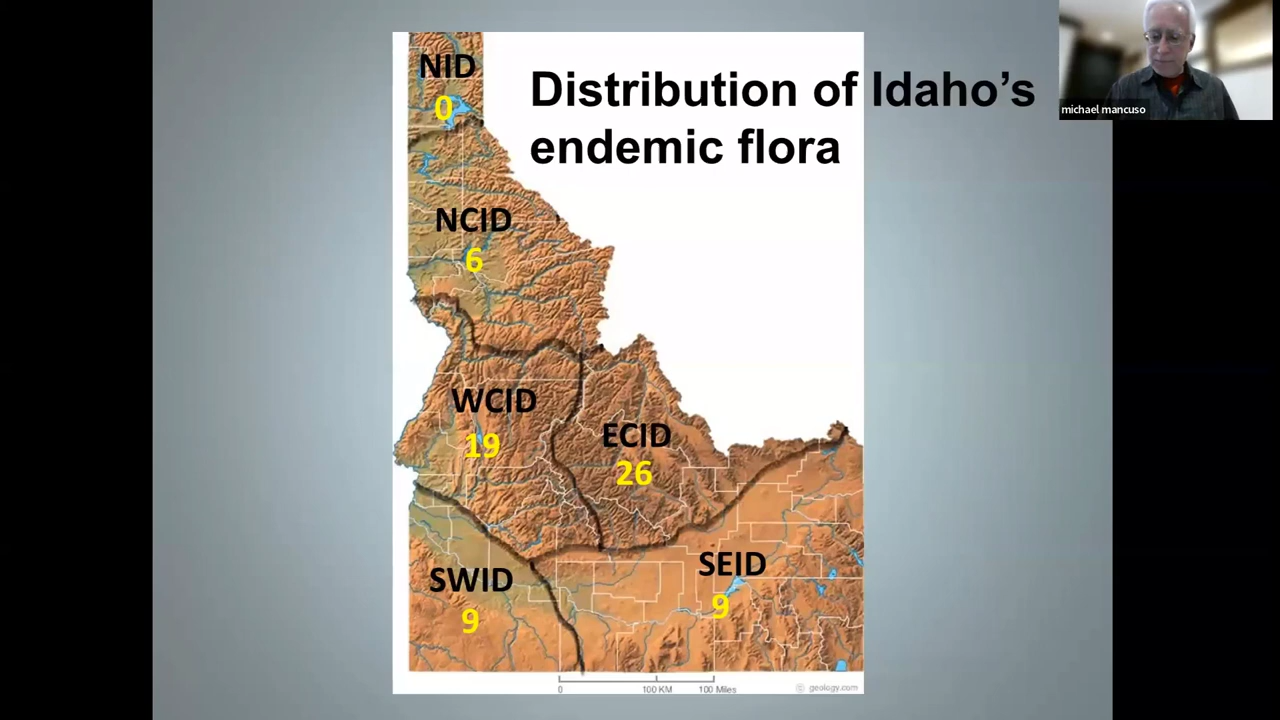 NID
0
Distribution of Idaho's
endemic flora
michael mancuso
NCID
6
WCID
19
ECID
26
SWID
9
SEID
9
0 100 KM 100 Miles
© geology.com